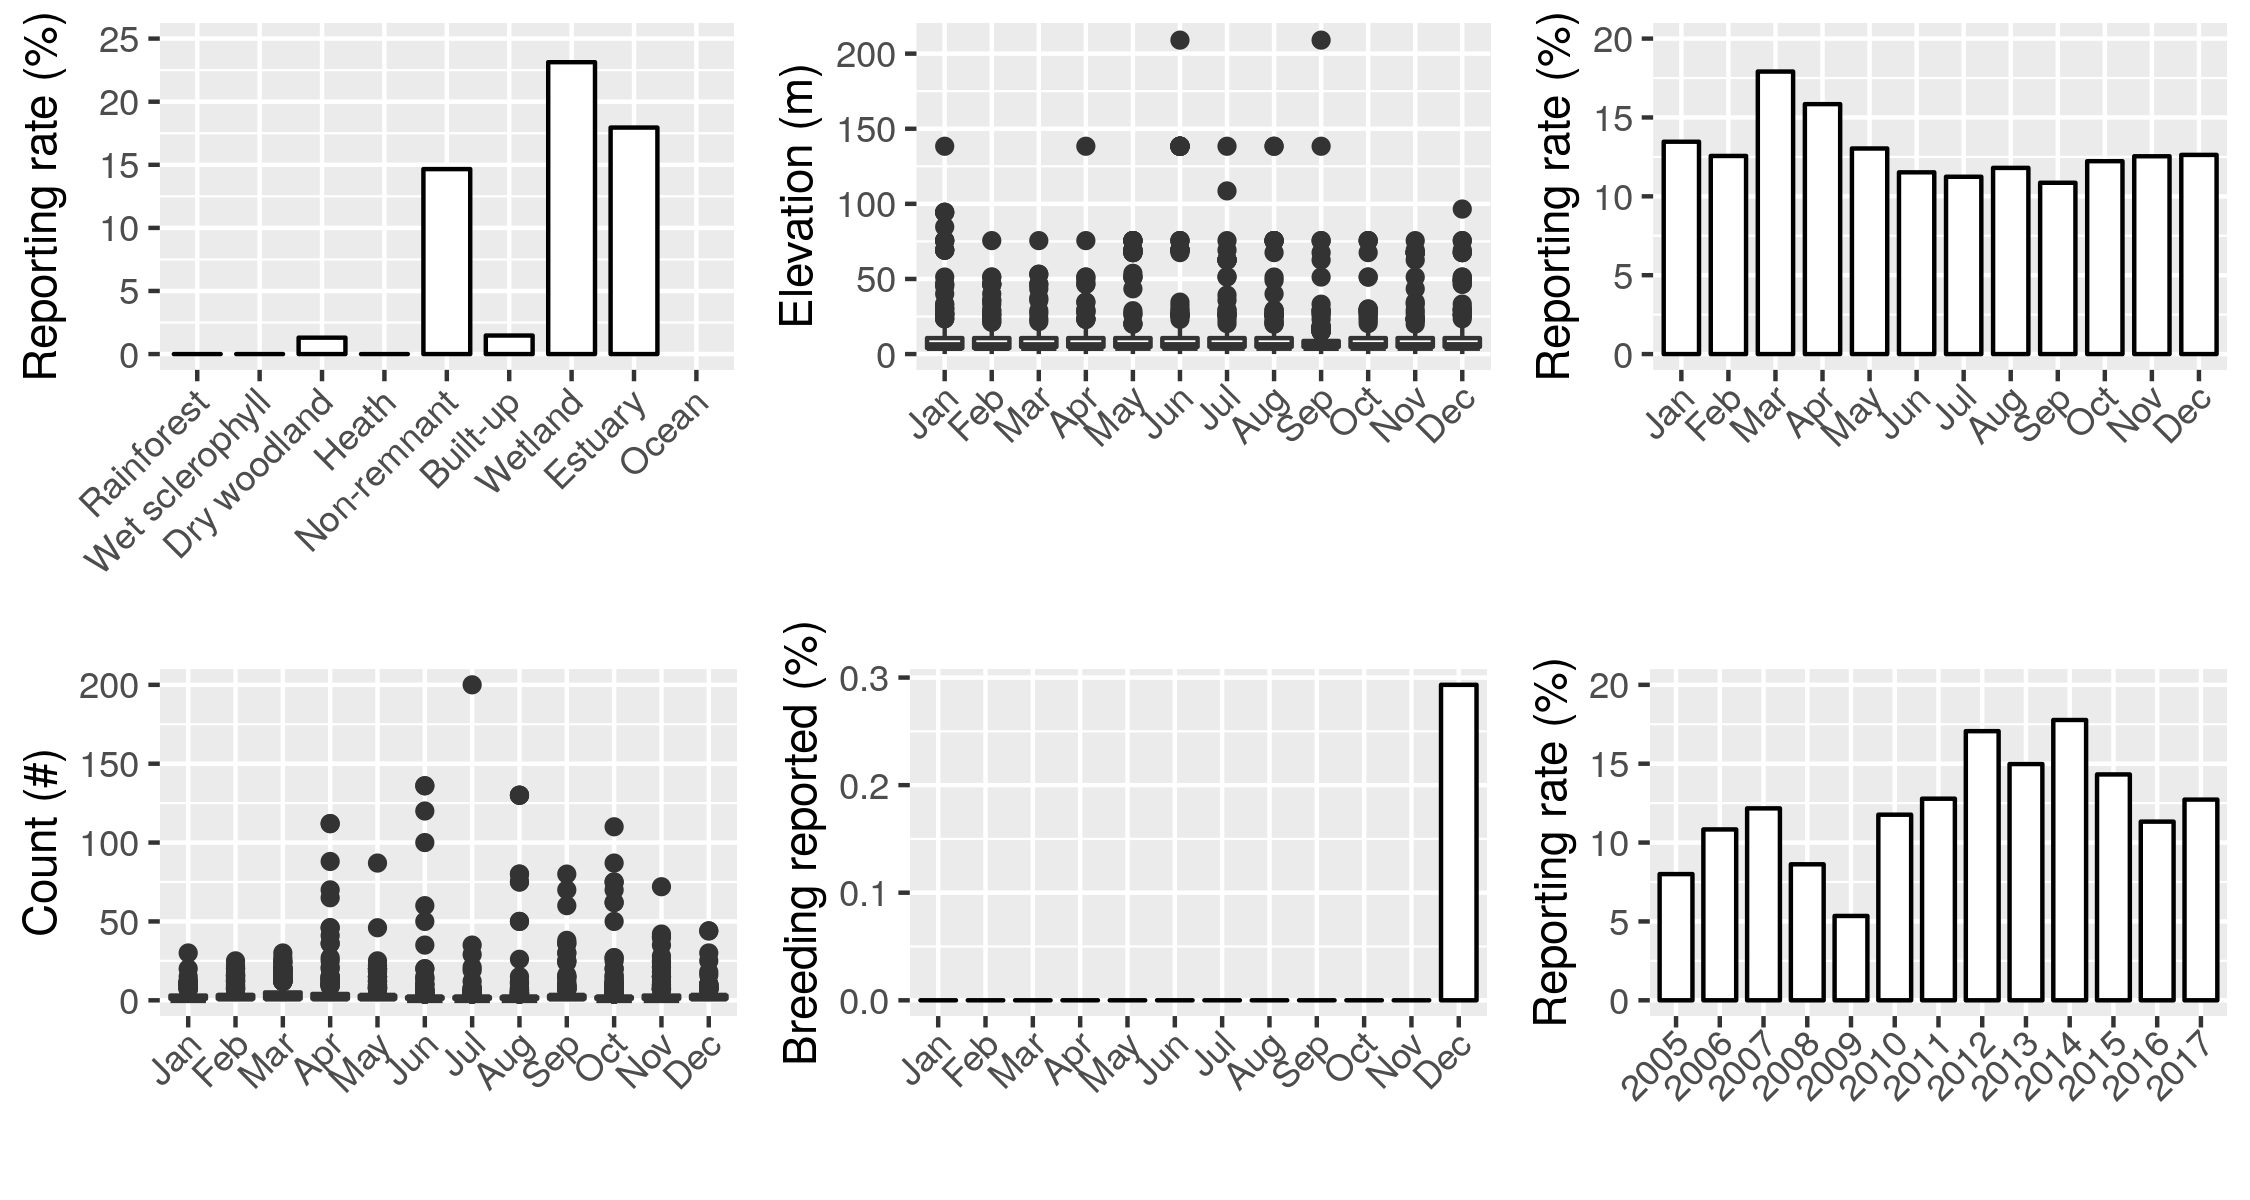 Reporting rate (%)
25
20
15
10
5
0
Rainforest
Wet sclerophyll
Dry woodland
Heath
Non-remnant
Built-up
Wetland
Estuary
Ocean
Elevation (m)
200
150
100
50
0
Jan
Feb
Mar
Apr
May
Jun
Jul
Aug
Sep
Oct
Nov
Dec
Reporting rate (%)
20
15
10
5
0
Jan
Feb
Mar
Apr
May
Jun
Jul
Aug
Sep
Oct
Nov
Dec
Count (#)
200
150
100
50
0
Jan
Feb
Mar
Apr
May
Jun
Jul
Aug
Sep
Oct
Nov
Dec
Breeding reported (%)
0.3
0.2
0.1
0.0
Jan
Feb
Mar
Apr
May
Jun
Jul
Aug
Sep
Oct
Nov
Dec
Reporting rate (%)
20
15
10
5
0
2005
2006
2007
2008
2009
2010
2011
2012
2013
2014
2015
2016
2017